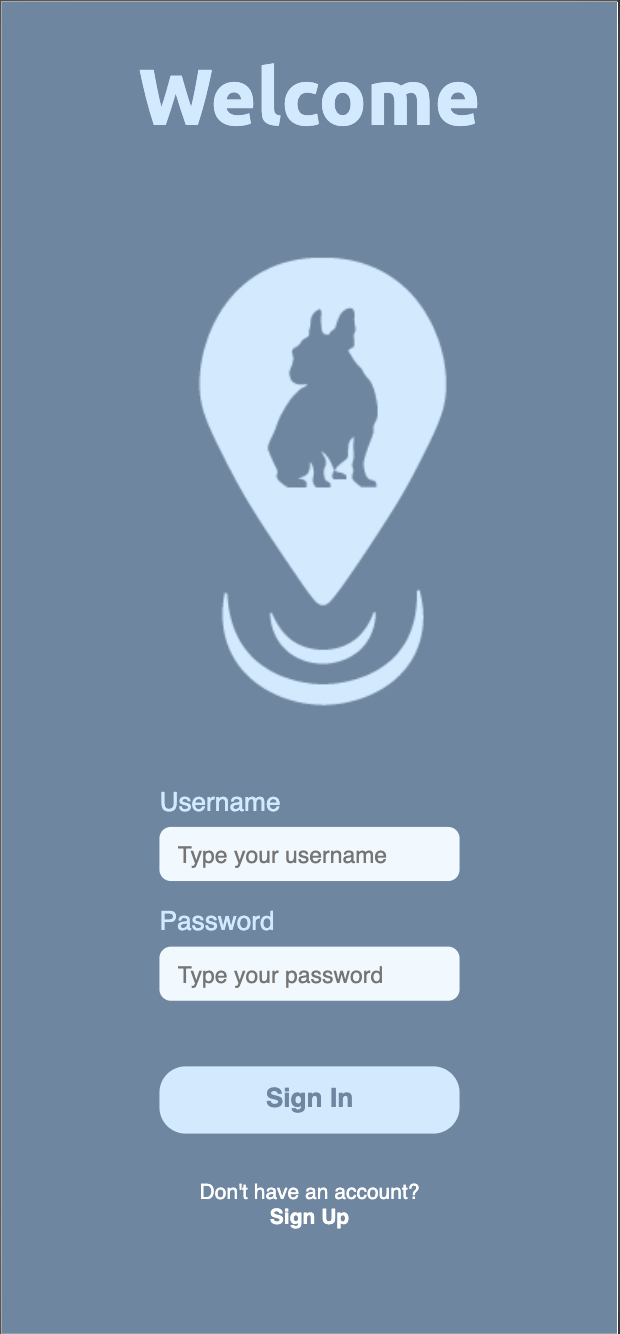 Welcome
Username
Type your username
Password
Type your password
Sign In
Don't have an account?
Sign Up